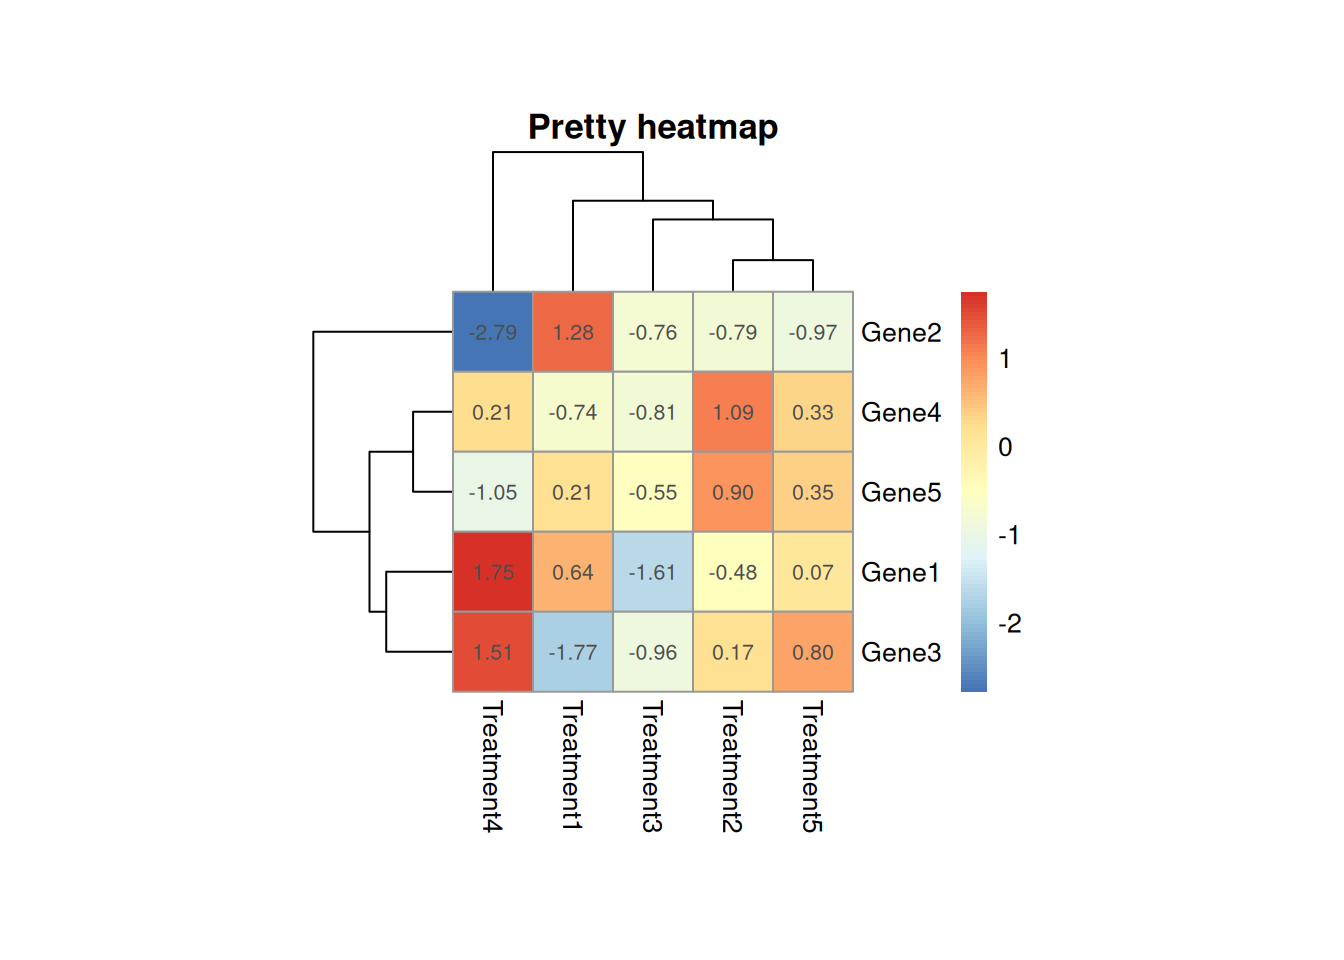 Pretty heatmap
-2.79 1.28 -0.76 -0.79 -0.97 Gene2
0.21 -0.74 -0.81 1.09 0.33 Gene4
-1.05 0.21 -0.55 0.90 0.35 Gene5
1.75 0.64 -1.61 -0.48 0.07 Gene1
1.51 -1.77 -0.96 0.17 0.80 Gene3
Treatment4
Treatment1
Treatment3
Treatment2
Treatment5
1
0
-1
-2